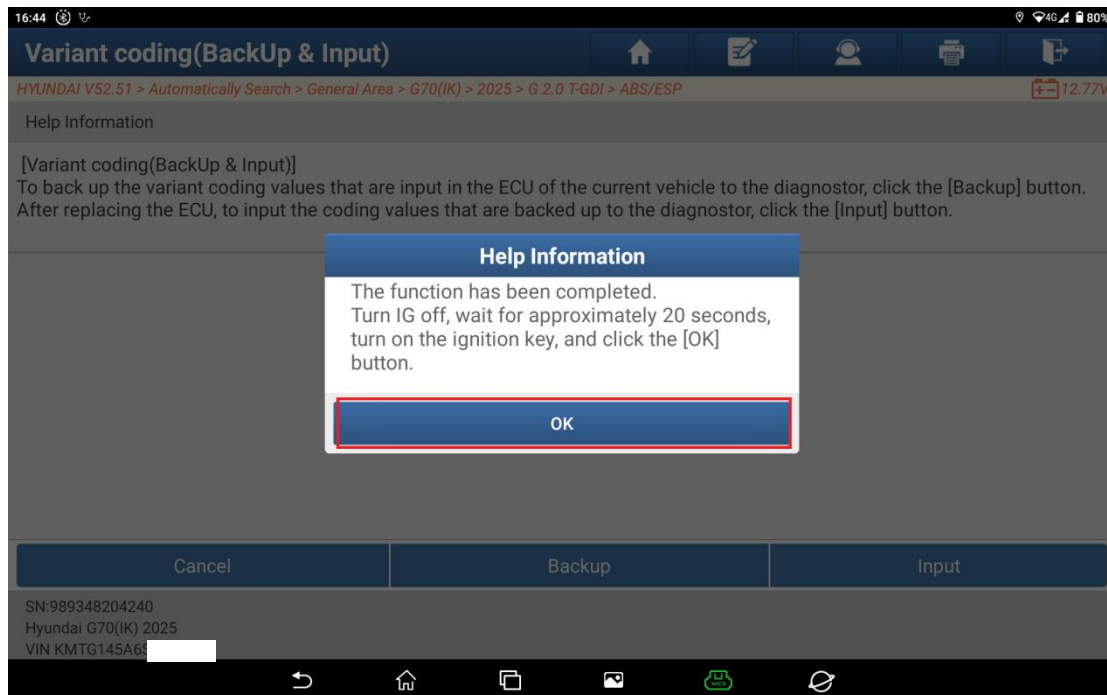 16:44
4G 80%
Variant coding(BackUp & Input)
HYUNDAI V52.51 > Automatically Search > General Area > G70(IK) > 2025 > G 2.0 T-GDI > ABS/ESP
12.77V
Help Information
[Variant coding(BackUp & Input)]
To back up the variant coding values that are input in the ECU of the current vehicle to the diagnostor, click the [Backup] button.
After replacing the ECU, to input the coding values that are backed up to the diagnostor, click the [Input] button.
Help Information
The function has been completed.
Turn IG off, wait for approximately 20 seconds,
turn on the ignition key, and click the [OK]
button.
OK
Cancel
Backup
Input
SN:989348204240
Hyundai G70(IK) 2025
VIN KMTG145A6S
VCI